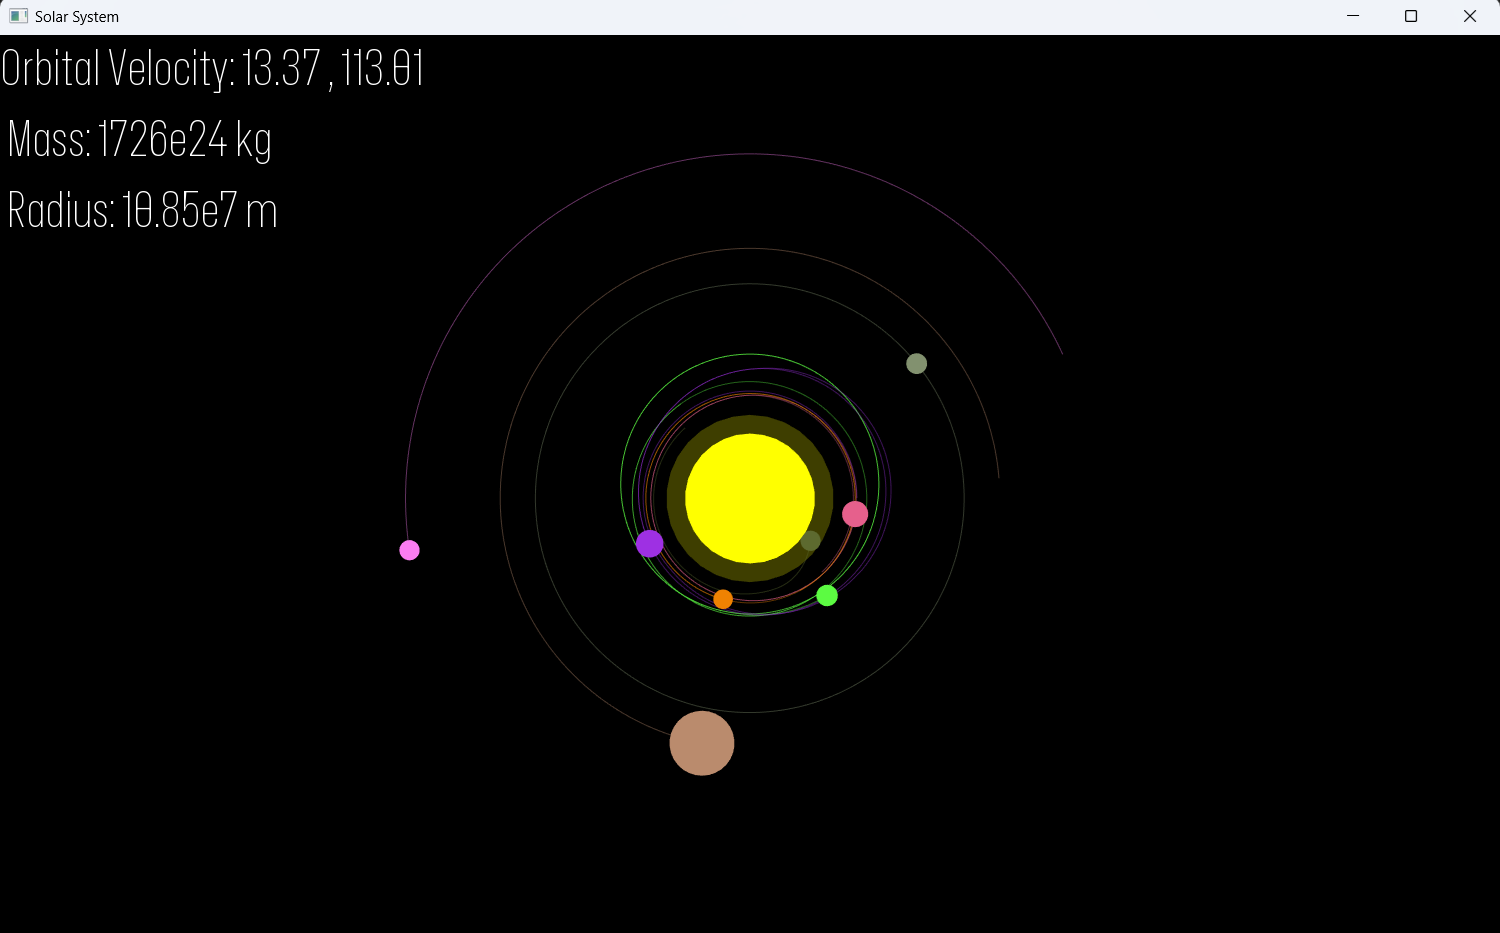 Solar System
Orbital Velocity: 13.37 , 113.01
Mass: 1726e24 kg
Radius: 10.85e7 m